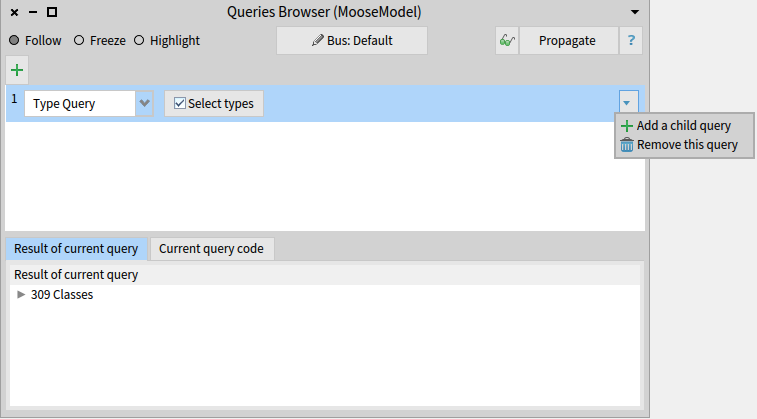 Queries Browser (MooseModel)
Follow Freeze Highlight Bus: Default Propagate ?
1 Type Query Select types
Add a child query
Remove this query
Result of current query Current query code
Result of current query
309 Classes